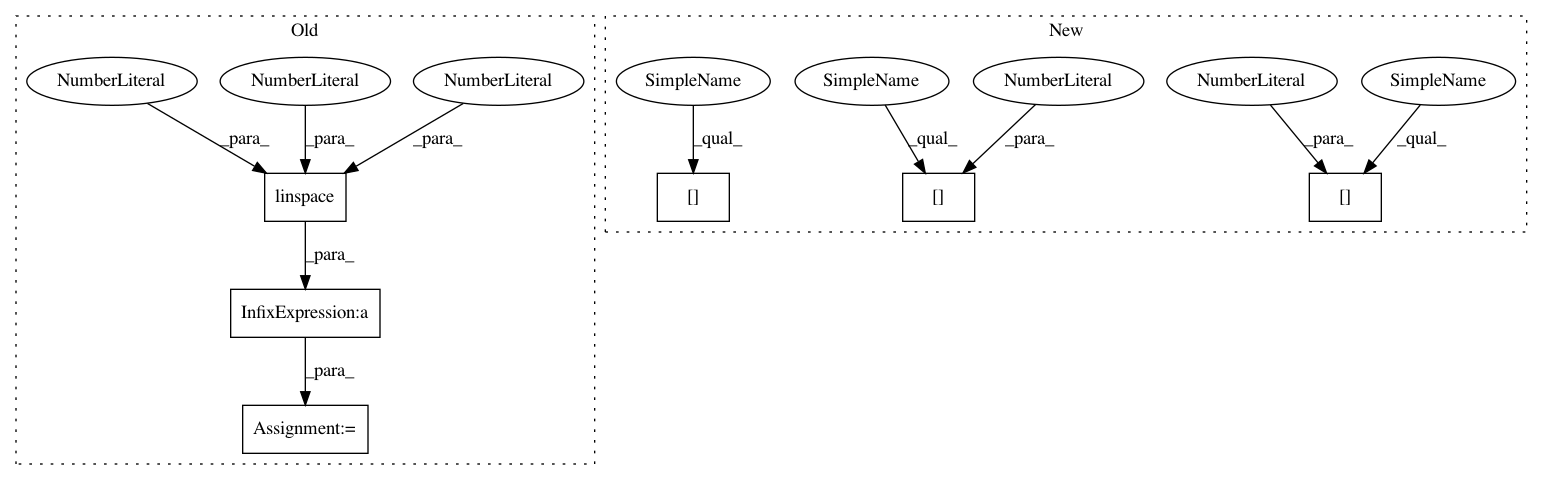 Old
New
NumberLiteral
NumberLiteral
NumberLiteral
SimpleName
SimpleName
NumberLiteral
NumberLiteral
SimpleName
_para_
_para_
_para_
_qual_
_qual_
_para_
_para_
_qual_
linspace
[]
[]
[]
_para_
InfixExpression:a
_para_
Assignment:=